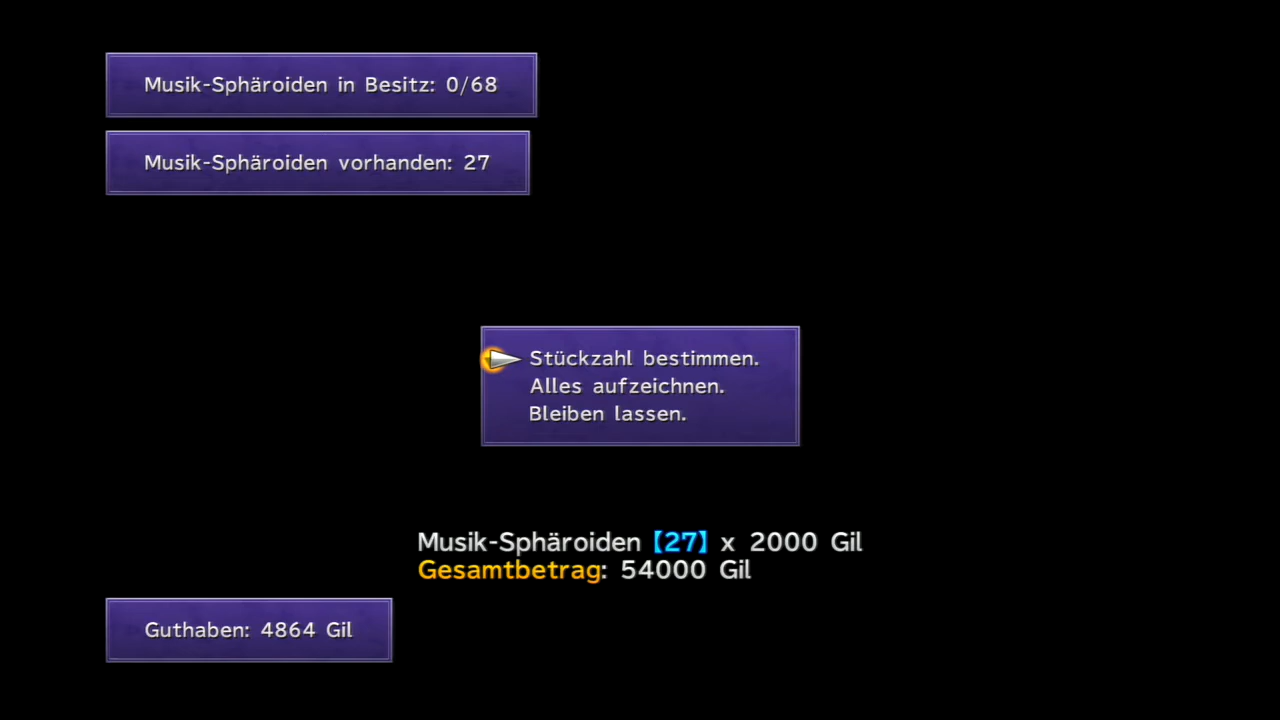 Musik-Sphäroiden in Besitz: 0/68
Musik-Sphäroiden vorhanden: 27
Stückzahl bestimmen.
Alles aufzeichnen.
Bleiben lassen.
Musik-Sphäroiden 【27】 x 2000 Gil
Gesamtbetrag: 54000 Gil
Guthaben: 4864 Gil